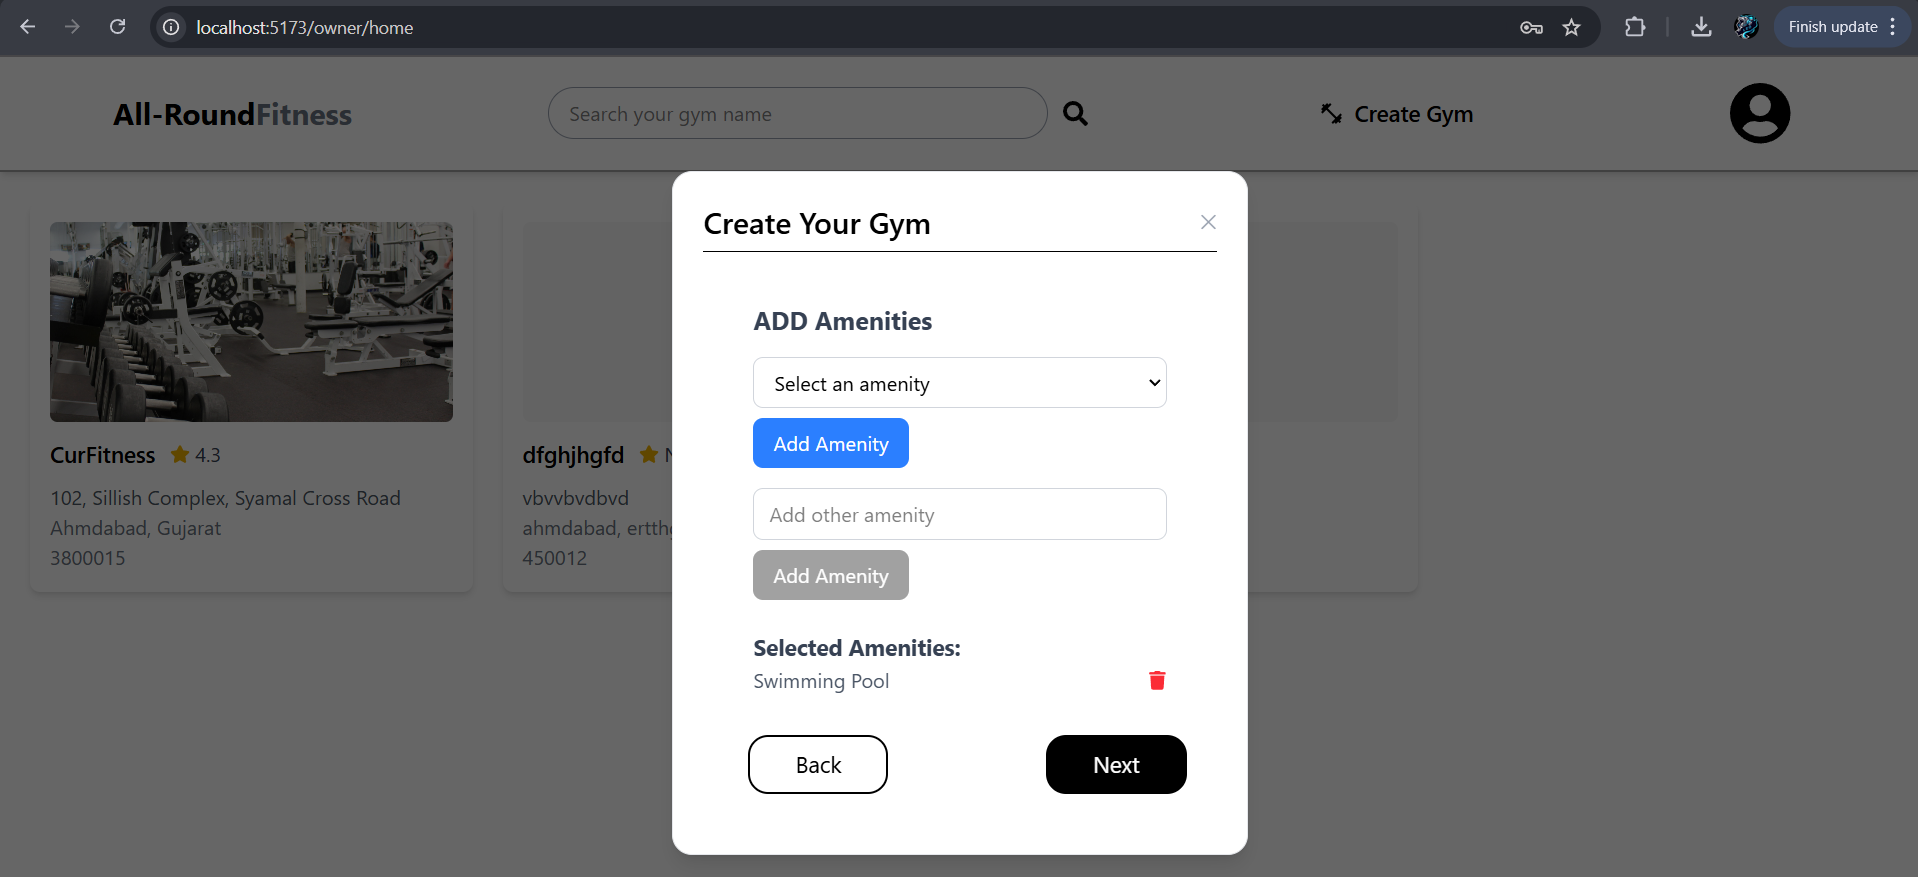 localhost:5173/owner/home
Finish update
All-RoundFitness
Search your gym name
Create Gym
Create Your Gym
ADD Amenities
Select an amenity
Add Amenity
Add other amenity
Add Amenity
Selected Amenities:
Swimming Pool
Back
Next
CurFitness 4.3
102, Sillish Complex, Syamal Cross Road
Ahmdabad, Gujarat
3800015
dfghjhgfd
vbvvbvdbvd
ahmdabad,
450012